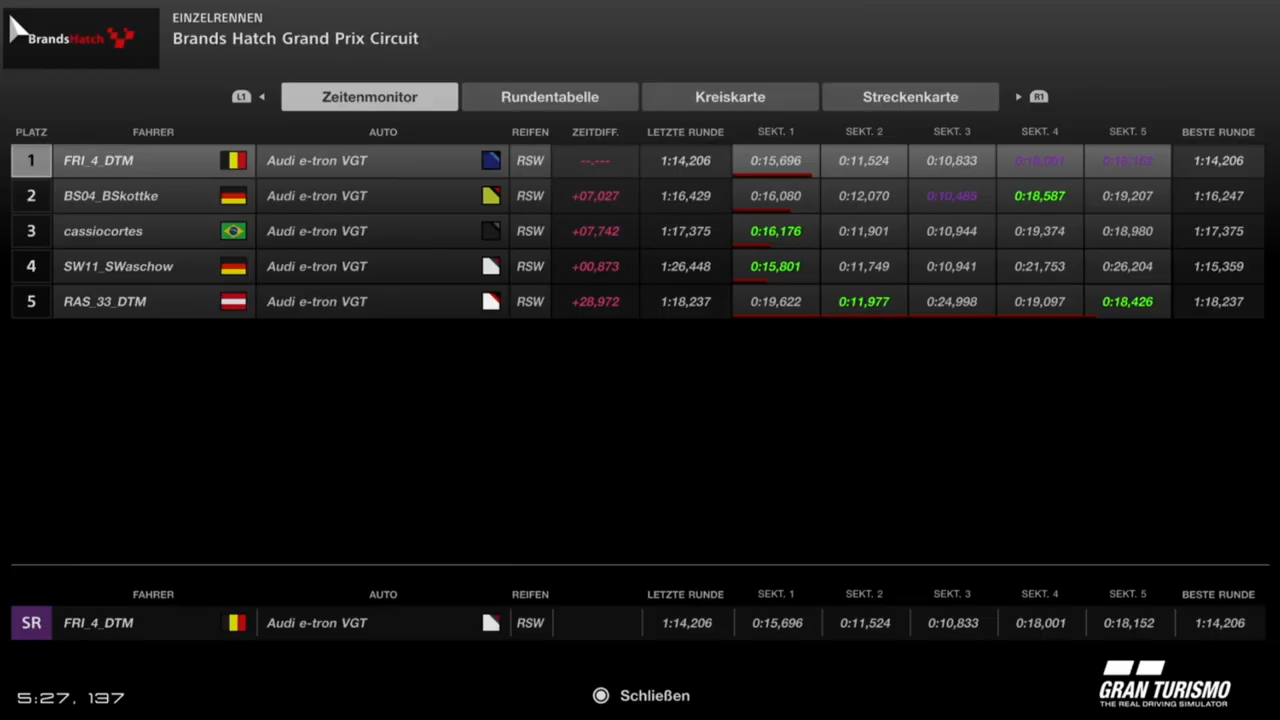 BrandsHatch
EINZELRENNEN
Brands Hatch Grand Prix Circuit
L1 Zeitenmonitor Rundentabelle Kreiskarte Streckenkarte R1
PLATZ FAHRER AUTO REIFEN ZEITDIFF. LETZTE RUNDE SEKT. 1 SEKT. 2 SEKT. 3 SEKT. 4 SEKT. 5 BESTE RUNDE
1 FRI_4_DTM Audi e-tron VGT RSW --.--- 1:14,206 0:15,696 0:11,524 0:10,833 0:18,001 0:18,152 1:14,206
2 BS04_BSkottke Audi e-tron VGT RSW +07,027 1:16,429 0:16,080 0:12,070 0:10,485 0:18,587 0:19,207 1:16,247
3 cassiocortes Audi e-tron VGT RSW +07,742 1:17,375 0:16,176 0:11,901 0:10,944 0:19,374 0:18,980 1:17,375
4 SW11_SWaschow Audi e-tron VGT RSW +00,873 1:26,448 0:15,801 0:11,749 0:10,941 0:21,753 0:26,204 1:15,359
5 RAS_33_DTM Audi e-tron VGT RSW +28,972 1:18,237 0:19,622 0:11,977 0:24,998 0:19,097 0:18,426 1:18,237
FAHRER AUTO REIFEN LETZTE RUNDE SEKT. 1 SEKT. 2 SEKT. 3 SEKT. 4 SEKT. 5 BESTE RUNDE
SR FRI_4_DTM Audi e-tron VGT RSW 1:14,206 0:15,696 0:11,524 0:10,833 0:18,001 0:18,152 1:14,206
5:27, 137
Schließen
GRAN TURISMO
THE REAL DRIVING SIMULATOR